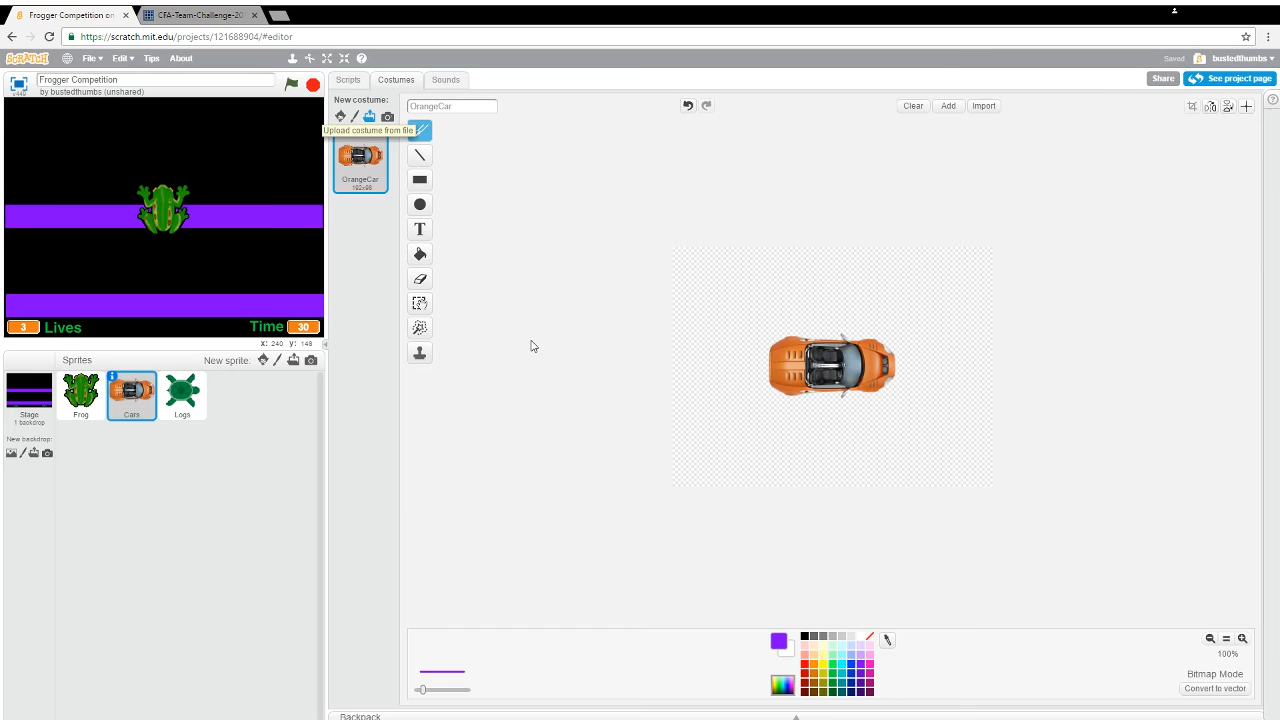 Frogger Competition on
CFA-Team-Challenge-20
https://scratch.mit.edu/projects/121688904/#editor
SCRATCH
File
Edit
Tips
About
Saved
bustedthumbs
Frogger Competition
by bustedthumbs (unshared)
Scripts
Costumes
Sounds
Share
See project page
New costume:
OrangeCar
Clear
Add
Import
Upload costume from file
OrangeCar
192x96
T
3 Lives
Time 30
x: 240 y: 148
Sprites
New sprite:
Stage
1 backdrop
Frog
Cars
Logs
New backdrop:
100%
Bitmap Mode
Convert to vector
Backpack